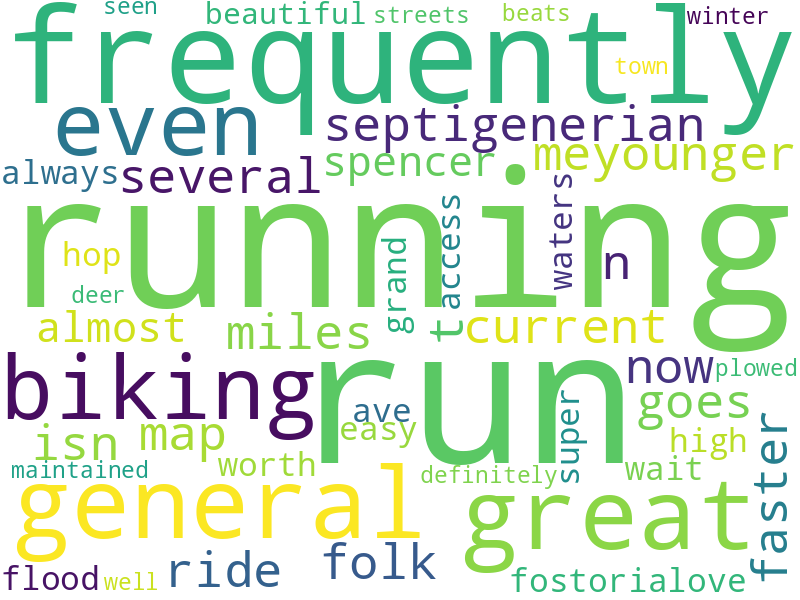 seen
beautiful
streets
beats
winter
frequently
town
even
septigenerian
always
several
spencer
meyounger
running
hop
grand
access
waters
n
deer
almost
miles
t
current
biking
run
now
plowed
ave
goes
isn
map
easy
super
high
faster
maintained
worth
definitely
wait
general
great
flood
well
ride
folk
fostorialove